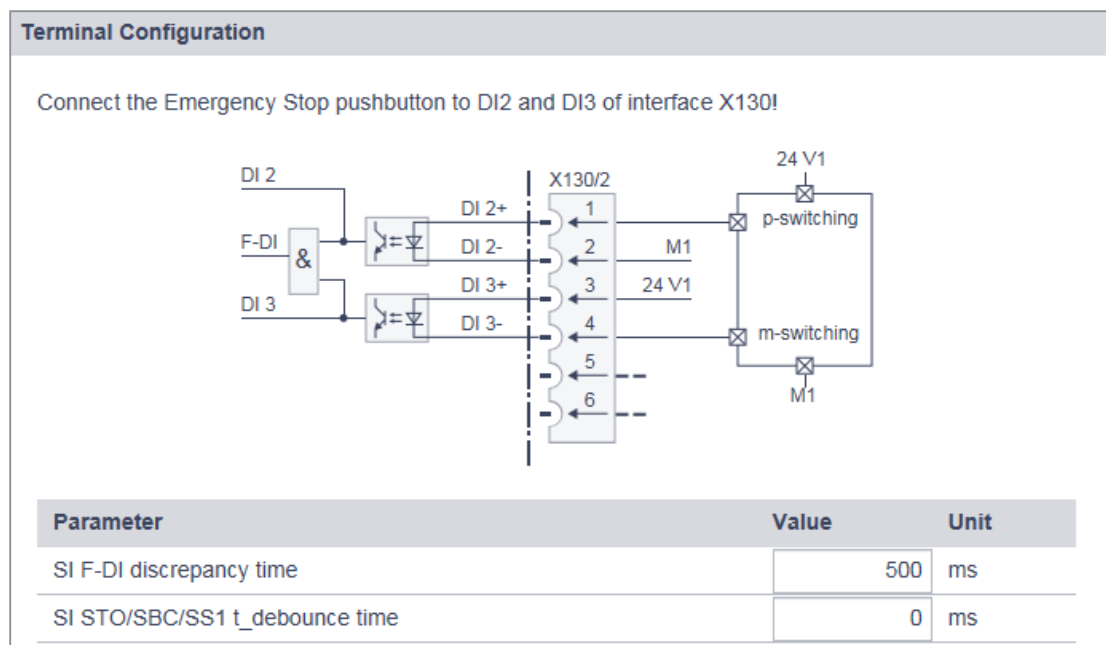 Terminal Configuration
Connect the Emergency Stop pushbutton to DI2 and DI3 of interface X130!
24 V1
DI 2
X130/2
DI 2+
1
p-switching
F-DI
&
DI 2-
2
M1
DI 3+
3
24 V1
DI 3
DI 3-
4
m-switching
5
6
M1
Parameter Value Unit
SI F-DI discrepancy time 500 ms
SI STO/SBC/SS1 t_debounce time 0 ms